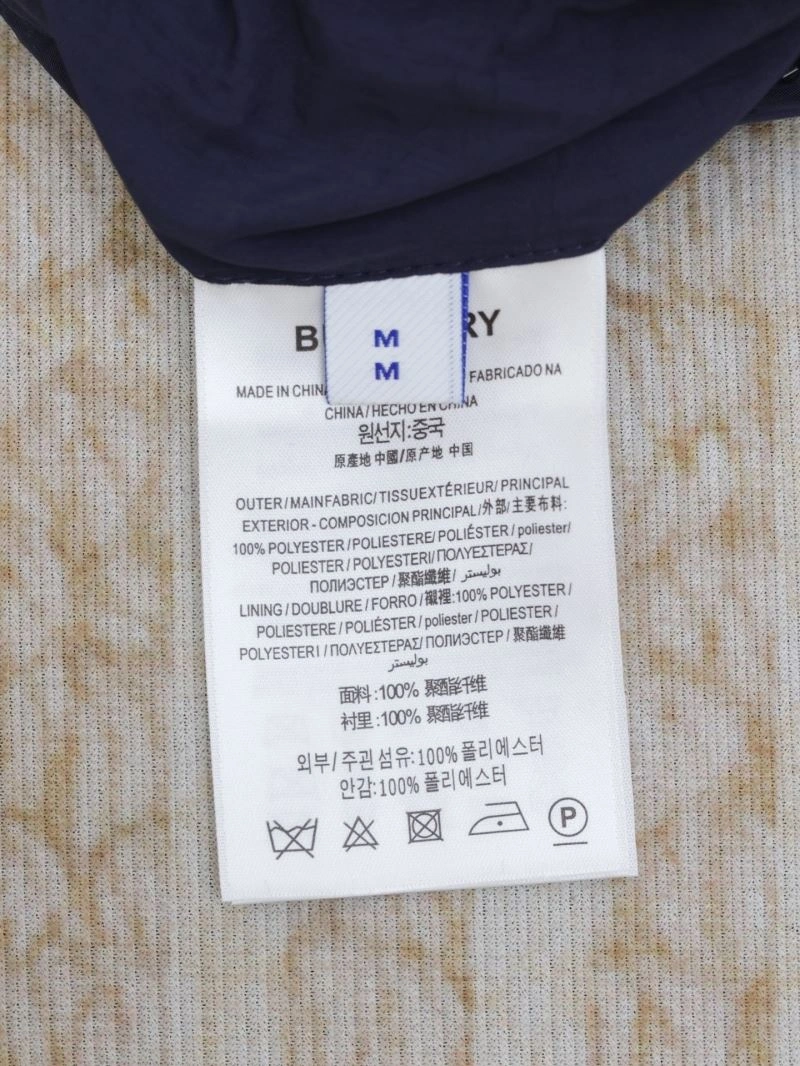 B RY
M
M
MADE IN CHINA FABRICADO NA
CHINA/HECHO EN CHINA
원선지:중국
原產地 中國/原产地 中国
OUTER/MAINFABRIC/TISSUEXTÉRIEUR/PRINCIPAL
EXTERIOR-COMPOSICION PRINCIPAL/外部/主要布料:
100% POLYESTER/POLIESTERE/POLIÉSTER/poliester/
POLIESTER/POLYESTERI/ΠΟΛΥΕΣΤΕΡΑΣ/
ПОЛИЭСТЕР/聚酯纖維/ بوليستر
LINING/DOUBLURE/FORRO/襯裡:100% POLYESTER/
POLIESTERE/POLIÉSTER/poliester/POLIESTER/
POLYESTERI/ΠΟΛΥΕΣΤΕΡΑΣ/ПОЛИЭСТЕР/聚酯纖維
بوليستر
面料:100% 聚酯纤维
衬里:100% 聚酯纤维
외부/주괸 섬유:100% 폴리에스터
안감:100% 폴리에스터
P